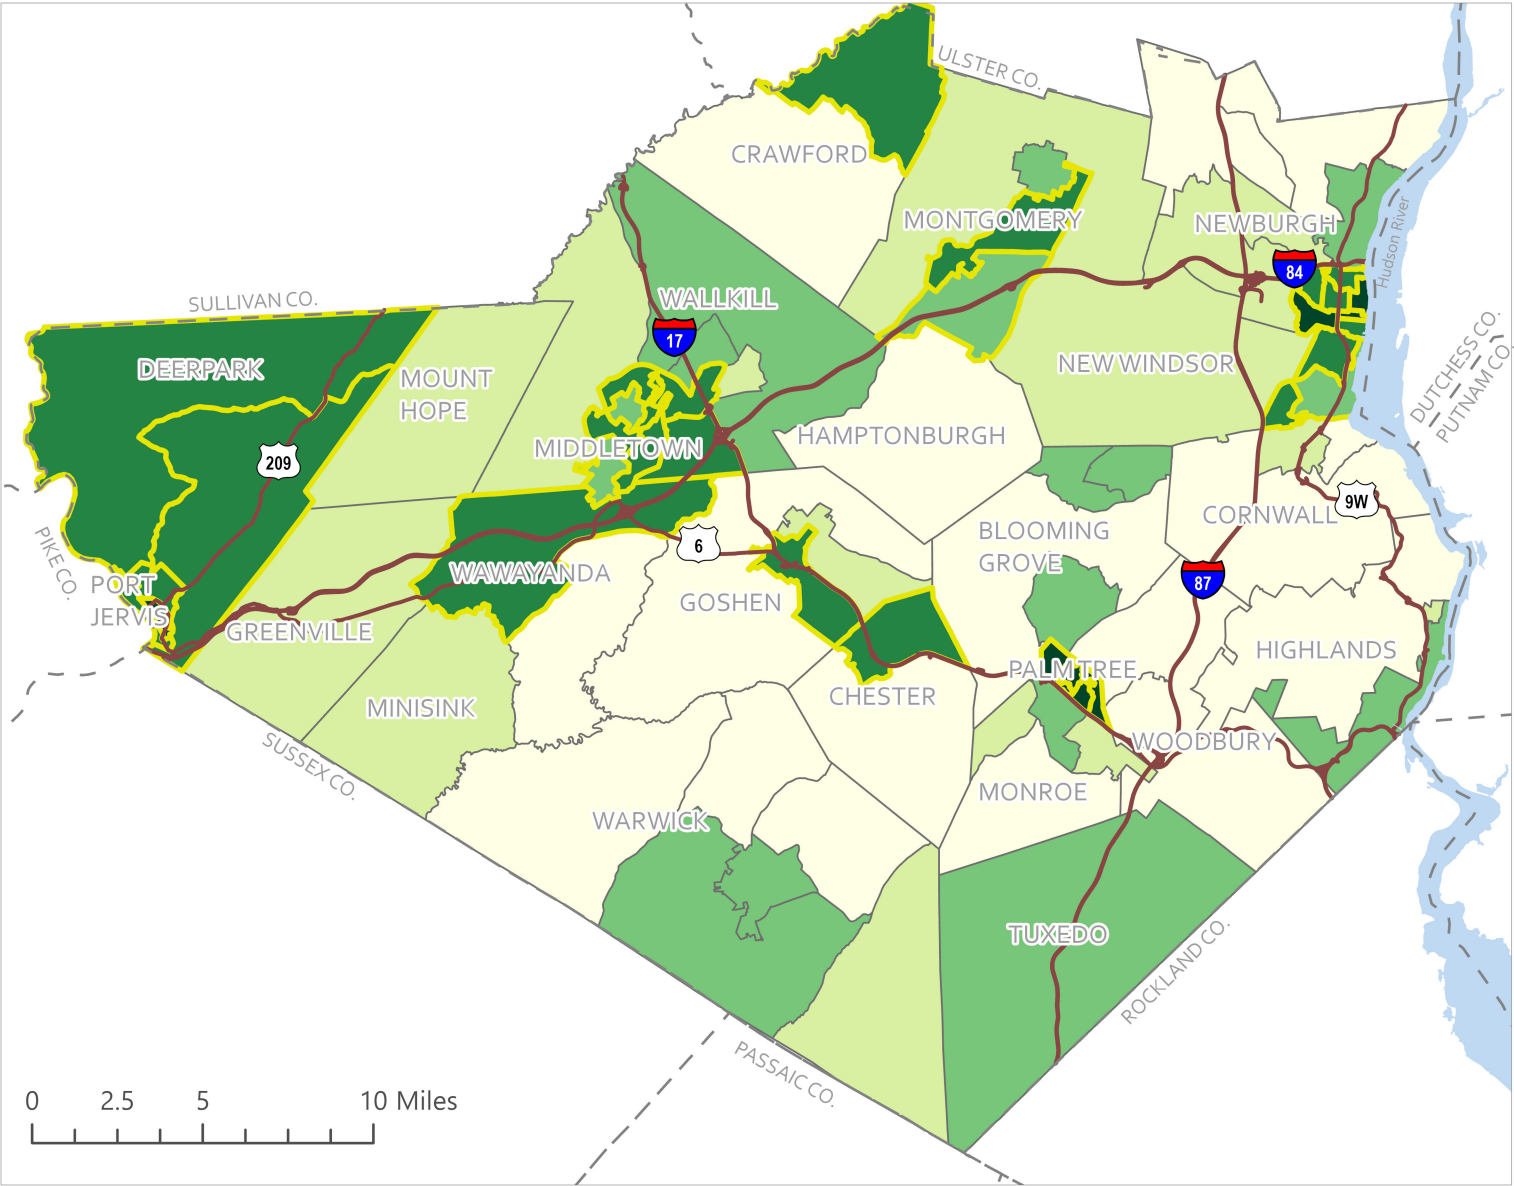 ULSTER CO.
CRAWFORD
MONTGOMERY
NEWBURGH
Hudson River
84
SULLIVAN CO.
WALLKILL
17
DEERPARK
MOUNT
HOPE
NEW WINDSOR
DUTCHESS CO.
PUTNAM CO.
209
MIDDLETOWN
HAMPTONBURGH
9W
CORNWALL
6
BLOOMING
GROVE
PIKE CO.
PORT
JERVIS
WAWAYANDA
GOSHEN
87
GREENVILLE
HIGHLANDS
PALM TREE
CHESTER
MINISINK
WOODBURY
SUSSEX CO.
MONROE
WARWICK
TUXEDO
ROCKLAND CO.
PASSAIC CO.
0 2.5 5 10 Miles